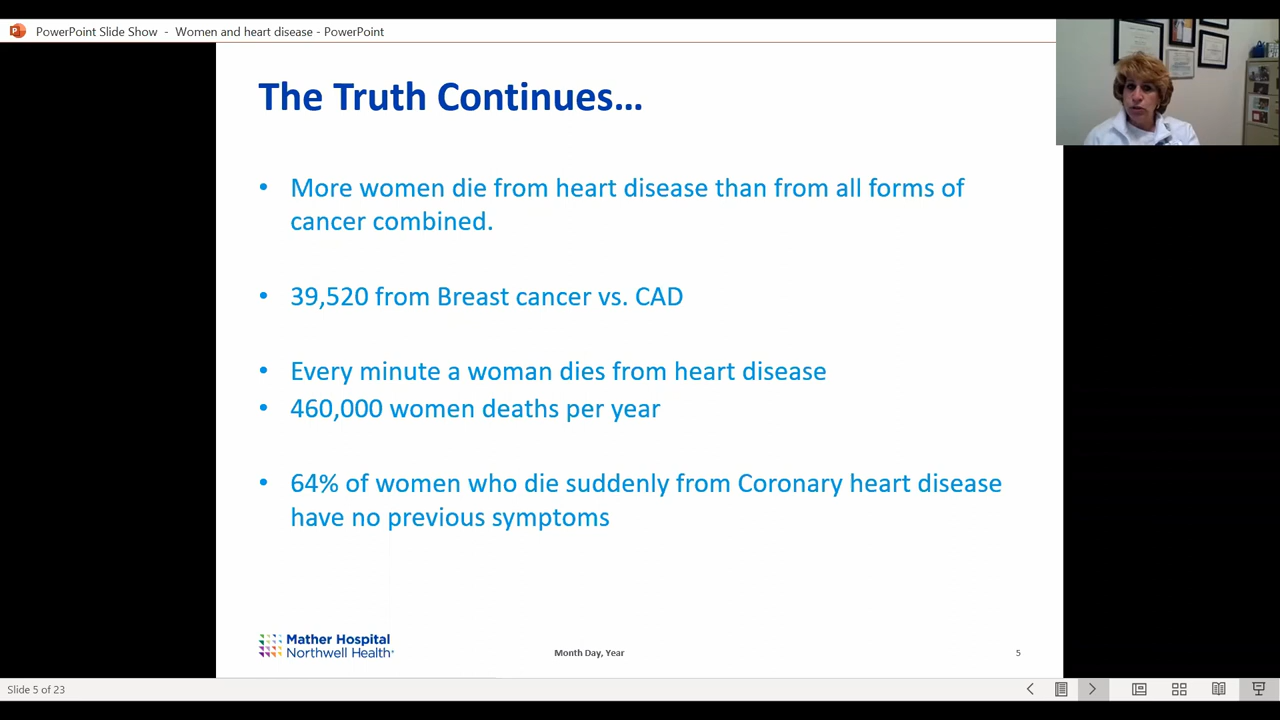 PowerPoint Slide Show - Women and heart disease - PowerPoint
The Truth Continues...
• More women die from heart disease than from all forms of
cancer combined.
• 39,520 from Breast cancer vs. CAD
• Every minute a woman dies from heart disease
• 460,000 women deaths per year
• 64% of women who die suddenly from Coronary heart disease
have no previous symptoms
Mather Hospital
Northwell Health
Month Day, Year
5
Slide 5 of 23